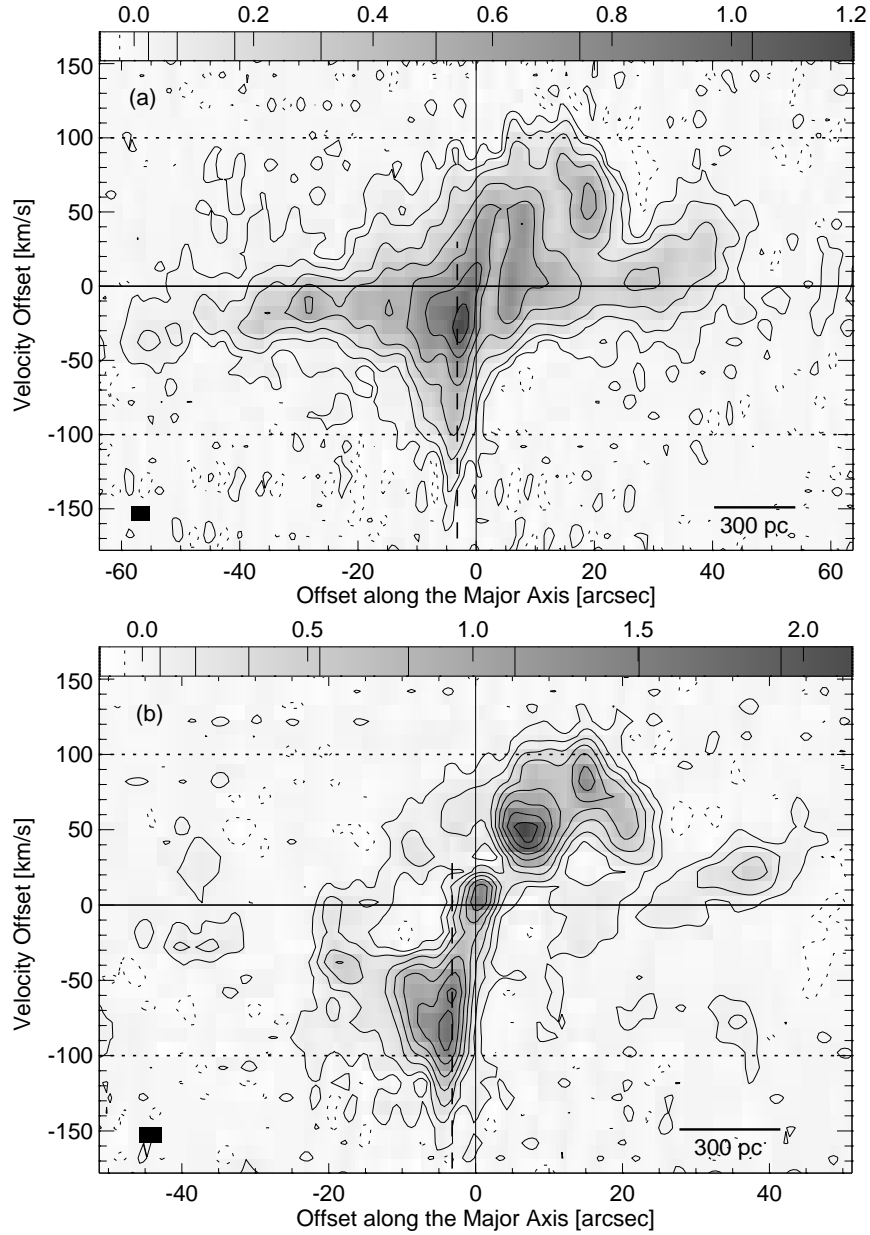 0.0 0.2 0.4 0.6 0.8 1.0 1.2
150
(a)
100
50
0
-50
-100
-150
Velocity Offset [km/s]
300 pc
-60 -40 -20 0 20 40 60
Offset along the Major Axis [arcsec]
0.0 0.5 1.0 1.5 2.0
150
(b)
100
50
0
-50
-100
-150
Velocity Offset [km/s]
300 pc
-40 -20 0 20 40
Offset along the Major Axis [arcsec]